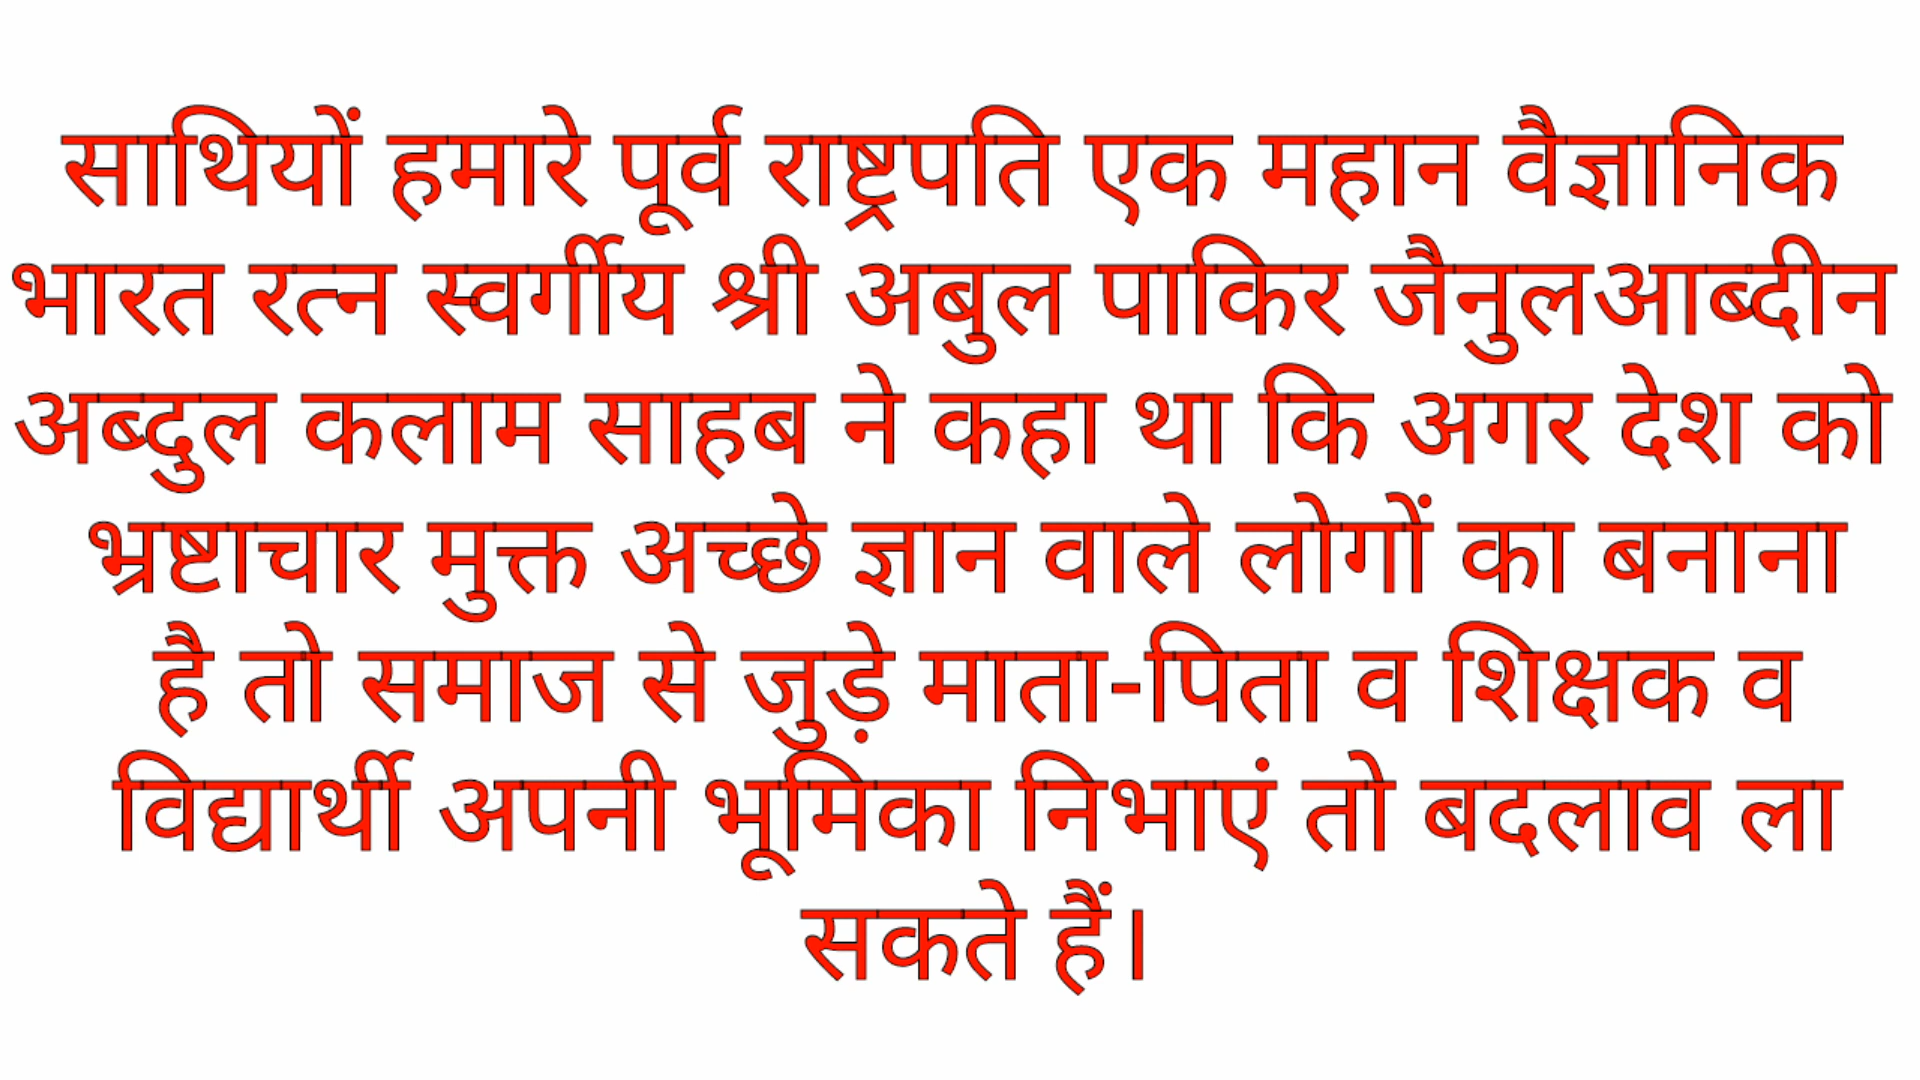 साथियों हमारे पूर्व राष्ट्रपति एक महान वैज्ञानिक
भारत रत्न स्वर्गीय श्री अबुल पाकिर जैनुलआब्दीन
अब्दुल कलाम साहब ने कहा था कि अगर देश को
भ्रष्टाचार मुक्त अच्छे ज्ञान वाले लोगों का बनाना
है तो समाज से जुड़े माता-पिता व शिक्षक व
विद्यार्थी अपनी भूमिका निभाएं तो बदलाव ला
सकते हैं।